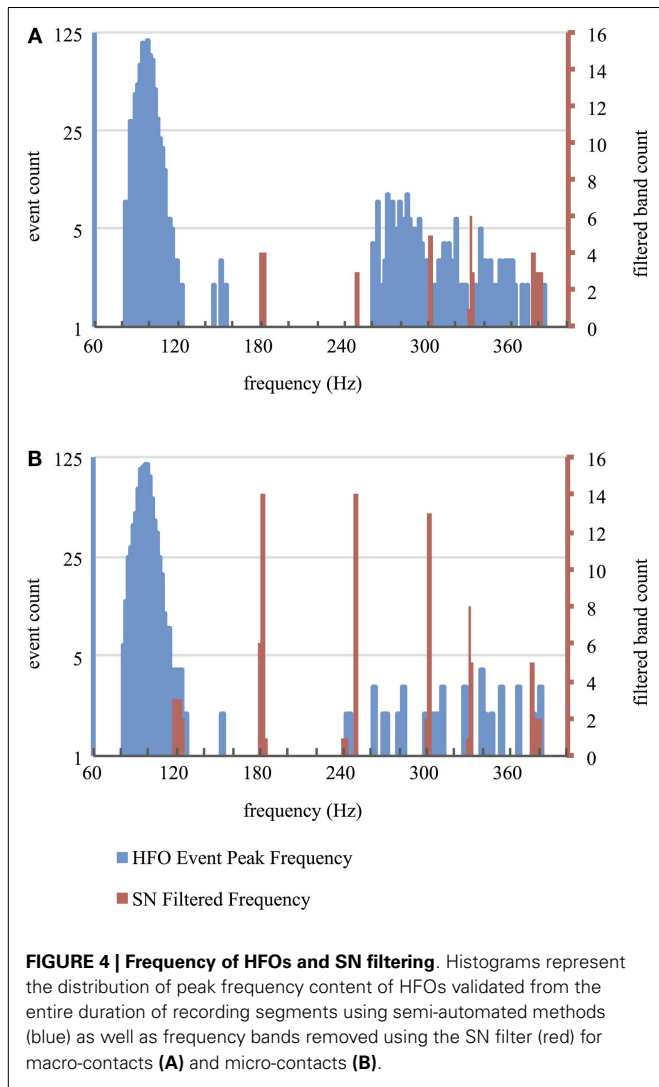 A
125
25
5
1
event count
16
14
12
10
8
6
4
2
0
filtered band count
60 120 180 240 300 360
frequency (Hz)
B
125
25
5
1
event count
16
14
12
10
8
6
4
2
0
filtered band count
60 120 180 240 300 360
frequency (Hz)
HFO Event Peak Frequency
SN Filtered Frequency
FIGURE 4 | Frequency of HFOs and SN filtering. Histograms represent
the distribution of peak frequency content of HFOs validated from the
entire duration of recording segments using semi-automated methods
(blue) as well as frequency bands removed using the SN filter (red) for
macro-contacts (A) and micro-contacts (B).